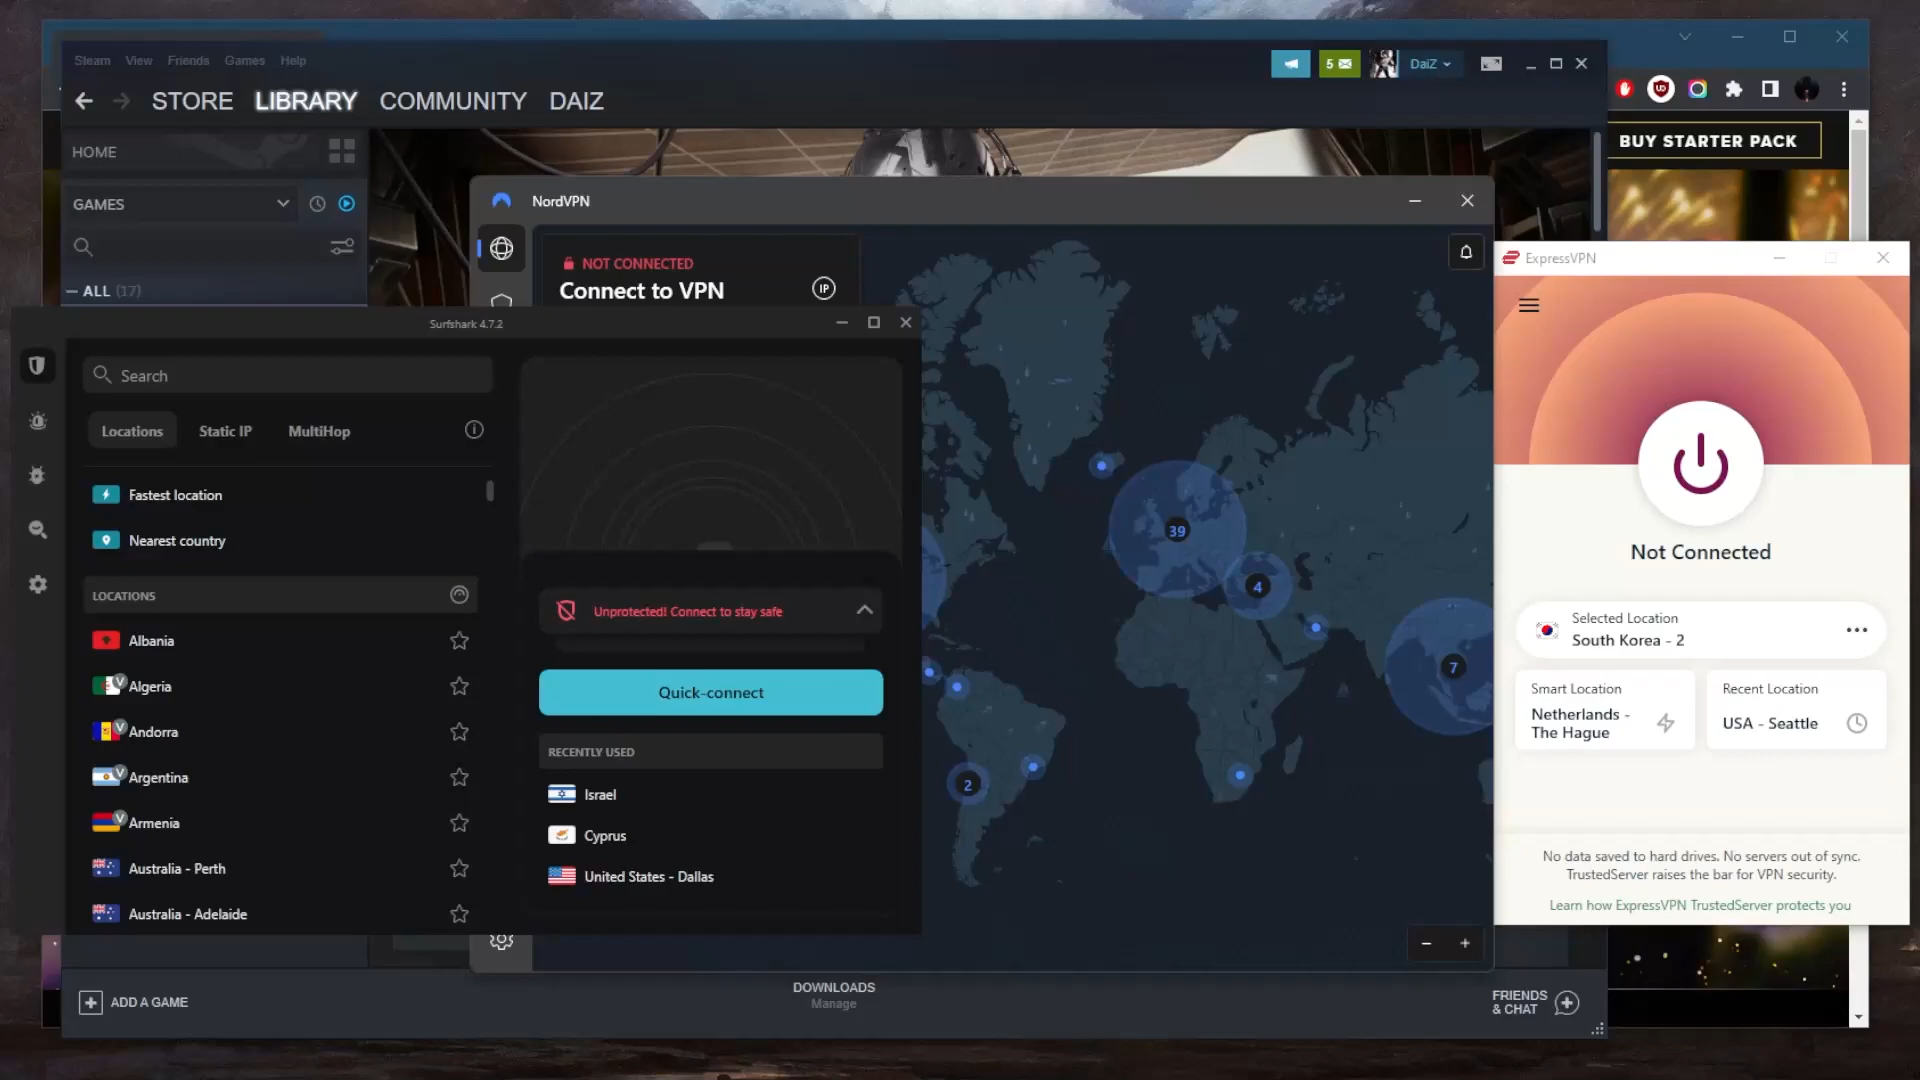 Steam View Friends Games Help
5
DaiZ
STORE LIBRARY COMMUNITY DAIZ
BUY STARTER PACK
HOME
GAMES
ALL (17)
NordVPN
NOT CONNECTED
Connect to VPN
IP
39
4
7
2
ExpressVPN
Not Connected
Selected Location
South Korea - 2
Smart Location
Netherlands -
The Hague
Recent Location
USA - Seattle
No data saved to hard drives. No servers out of sync.
TrustedServer raises the bar for VPN security.
Learn how ExpressVPN TrustedServer protects you
Surfshark 4.7.2
Search
Locations Static IP MultiHop
Fastest location
Nearest country
LOCATIONS
Albania
V Algeria
V Andorra
V Argentina
V Armenia
Australia - Perth
Australia - Adelaide
Unprotected! Connect to stay safe
Quick-connect
RECENTLY USED
Israel
Cyprus
United States - Dallas
ADD A GAME
DOWNLOADS
Manage
FRIENDS
& CHAT